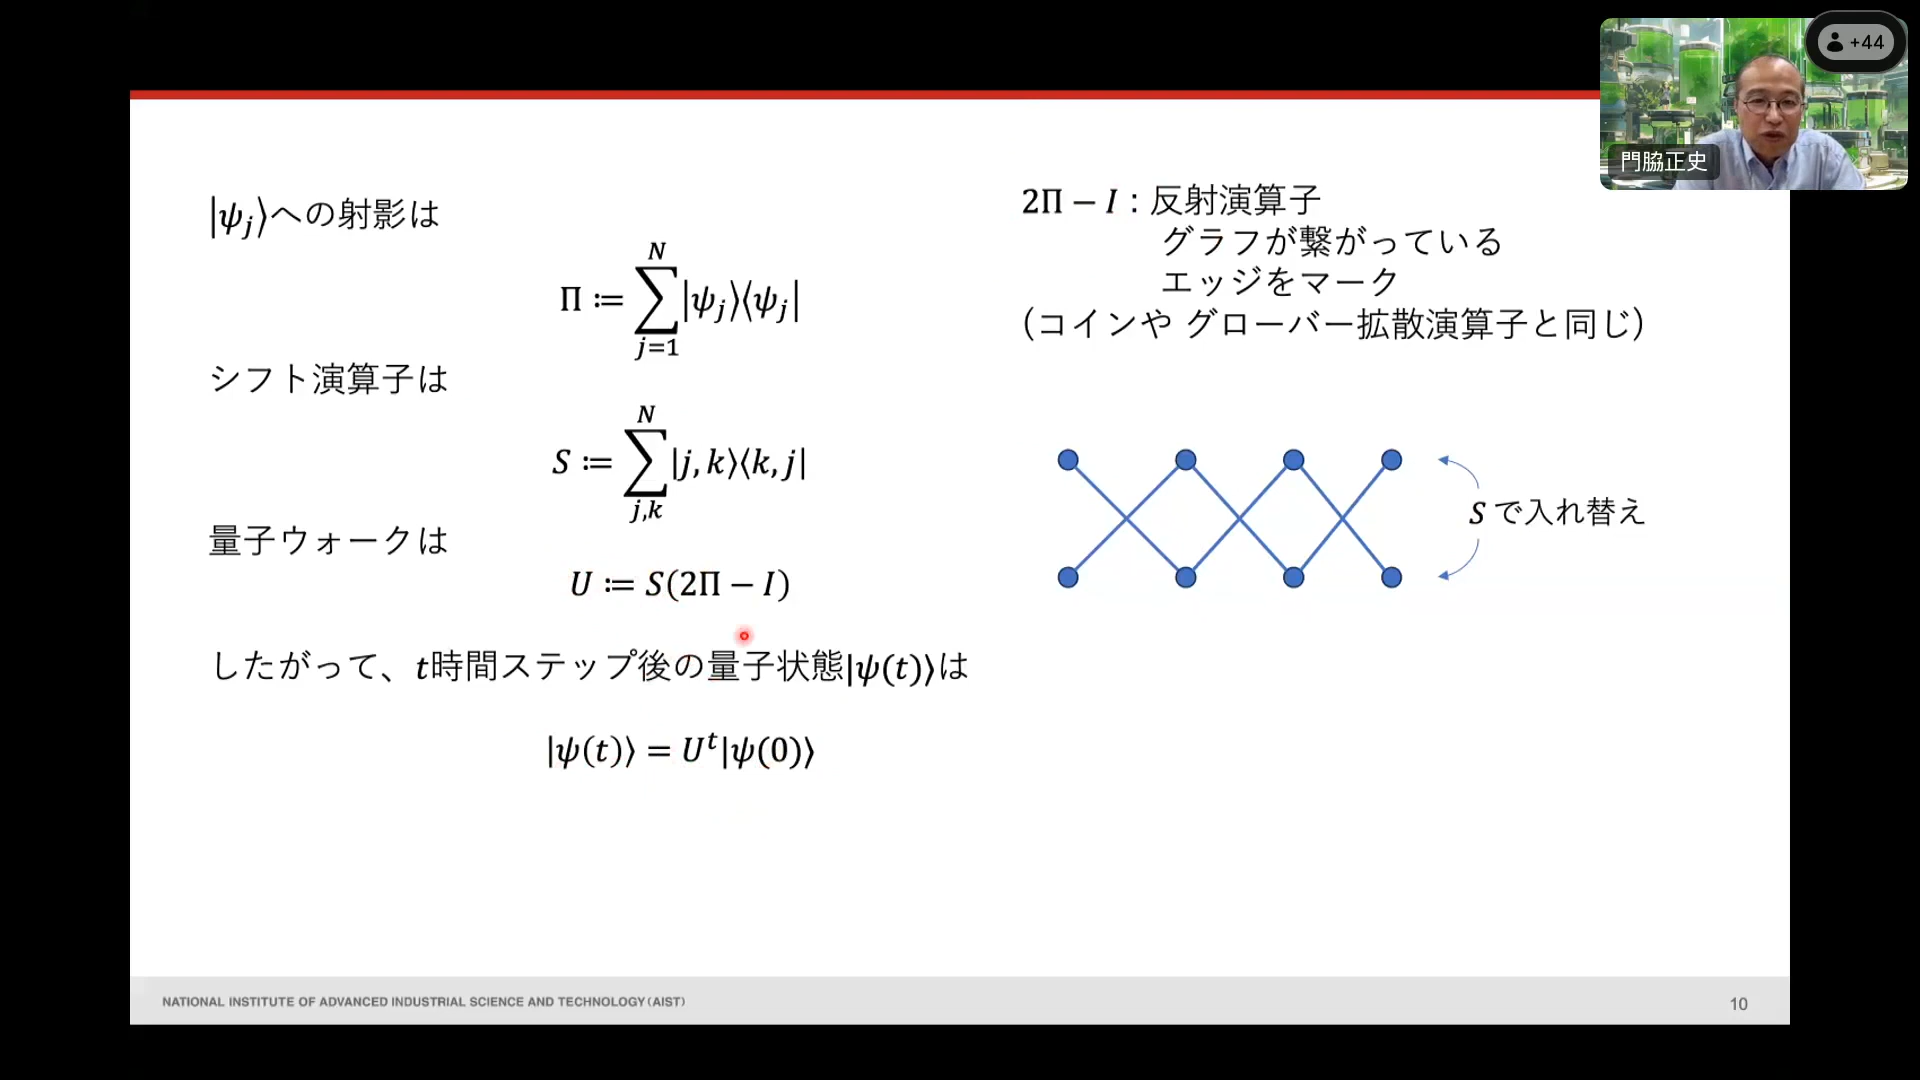 +44
門脇正史
|ψⱼ⟩への射影は
Π ≔ ∑_{j=1}^{N} |ψⱼ⟩⟨ψⱼ|
シフト演算子は
S ≔ ∑_{j,k}^{N} |j, k⟩⟨k, j|
量子ウォークは
U ≔ S(2Π − I)
したがって、t時間ステップ後の量子状態|ψ(t)⟩は
|ψ(t)⟩ = Uᵗ|ψ(0)⟩
2Π − I : 反射演算子
グラフが繋がっている
エッジをマーク
(コインや グローバー拡散演算子と同じ)
S で入れ替え
NATIONAL INSTITUTE OF ADVANCED INDUSTRIAL SCIENCE AND TECHNOLOGY (AIST)
10